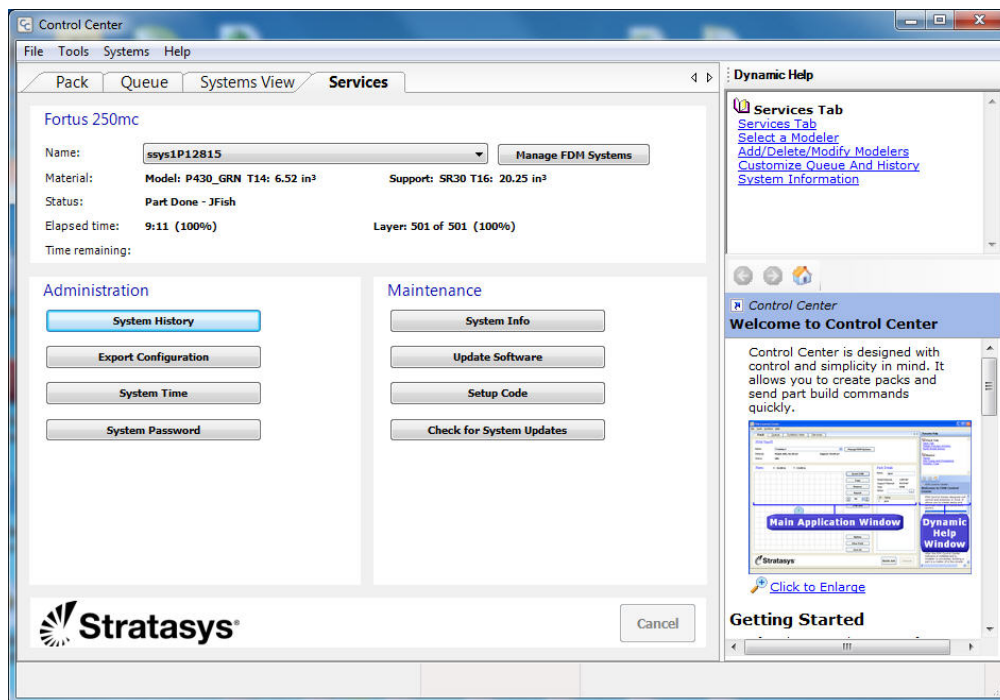 Control Center
File Tools Systems Help
Pack Queue Systems View Services
Fortus 250mc
Name: ssys1P12815 Manage FDM Systems
Material: Model: P430_GRN T14: 6.52 in³ Support: SR30 T16: 20.25 in³
Status: Part Done - JFish
Elapsed time: 9:11 (100%) Layer: 501 of 501 (100%)
Time remaining:
Administration
System History
Export Configuration
System Time
System Password
Maintenance
System Info
Update Software
Setup Code
Check for System Updates
Stratasys
Cancel
Dynamic Help
Services Tab
Services Tab
Select a Modeler
Add/Delete/Modify Modelers
Customize Queue And History
System Information
Control Center
Welcome to Control Center
Control Center is designed with
control and simplicity in mind. It
allows you to create packs and
send part build commands
quickly.
Main Application Window
Dynamic
Help
Window
Stratasys
Click to Enlarge
Getting Started